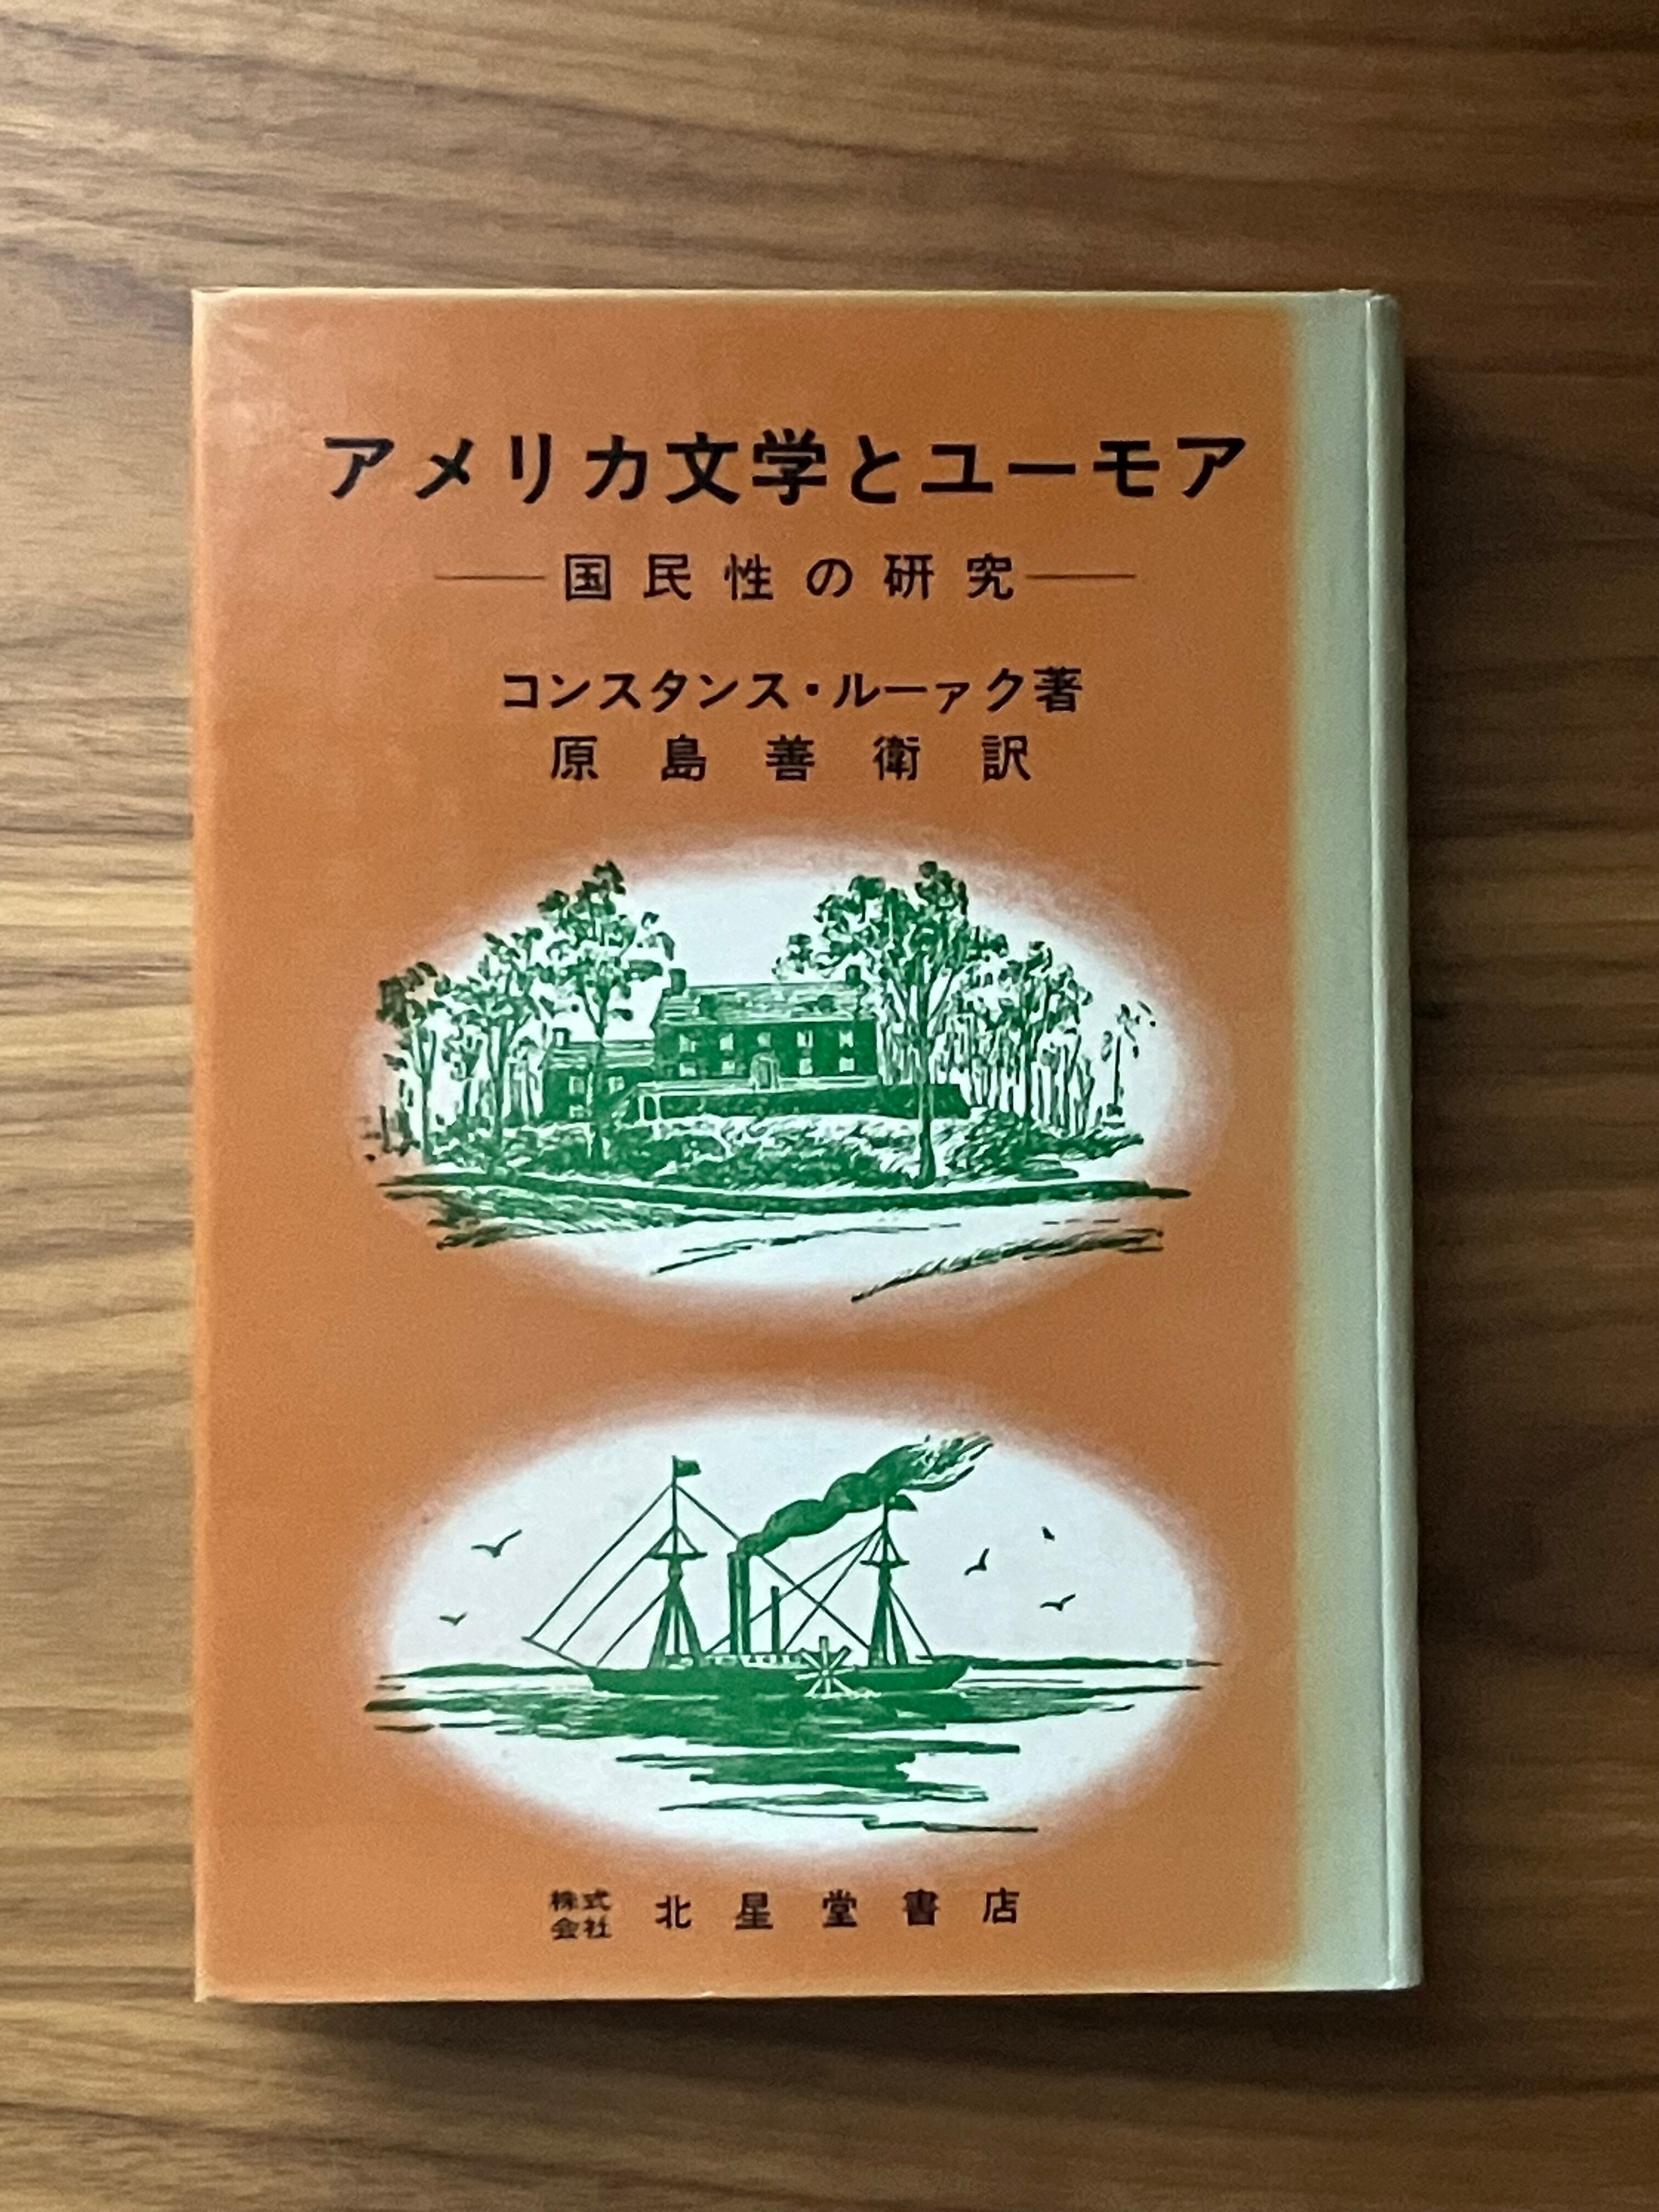 アメリカ文学とユーモア
――国民性の研究――
コンスタンス・ルーァク著
原島善衛訳
株式会社 北星堂書店